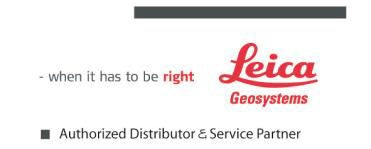 - when it has to be right
Leica
Geosystems
Authorized Distributor & Service Partner